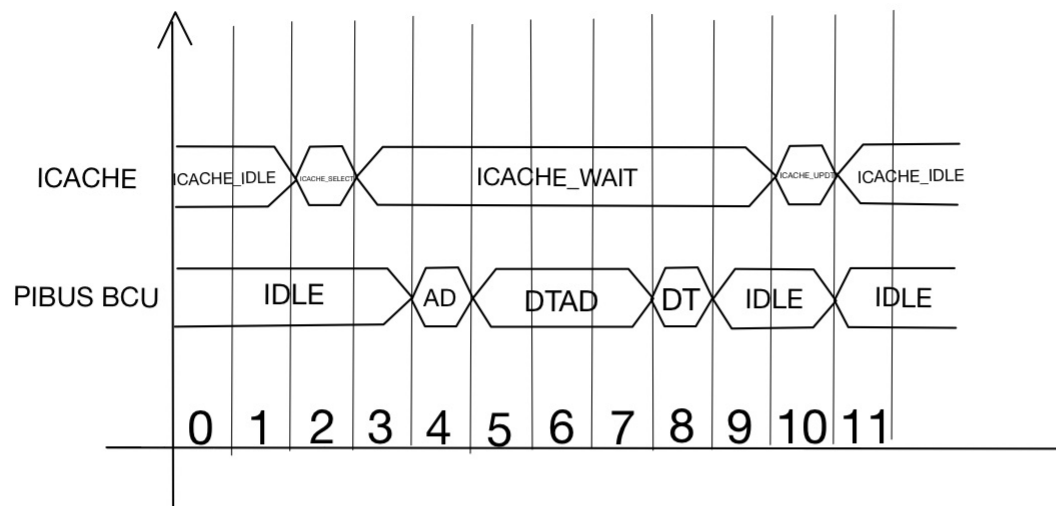 ICACHE ICACHE_IDLE ICACHE_SELECT ICACHE_WAIT ICACHE_UPDT ICACHE_IDLE
PIBUS BCU IDLE AD DTAD DT IDLE IDLE
0 1 2 3 4 5 6 7 8 9 10 11